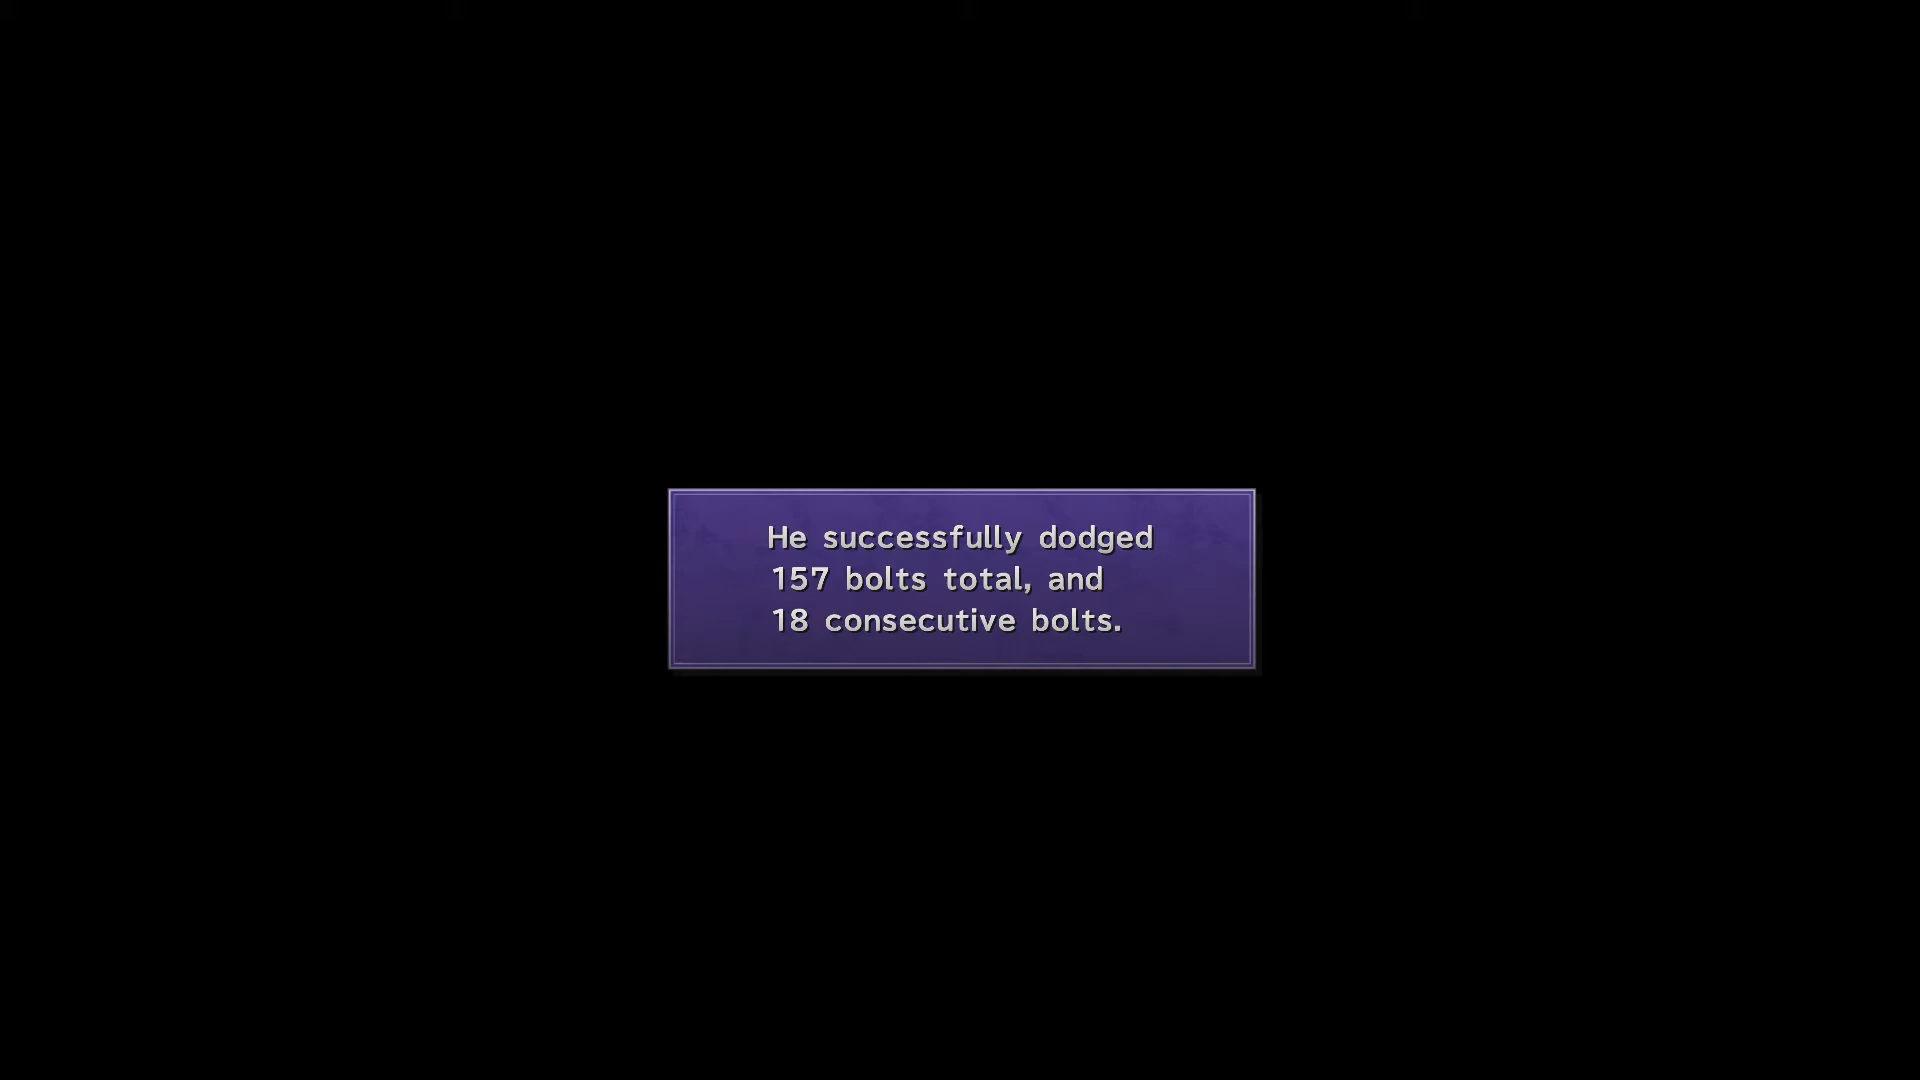 He successfully dodged
157 bolts total, and
18 consecutive bolts.